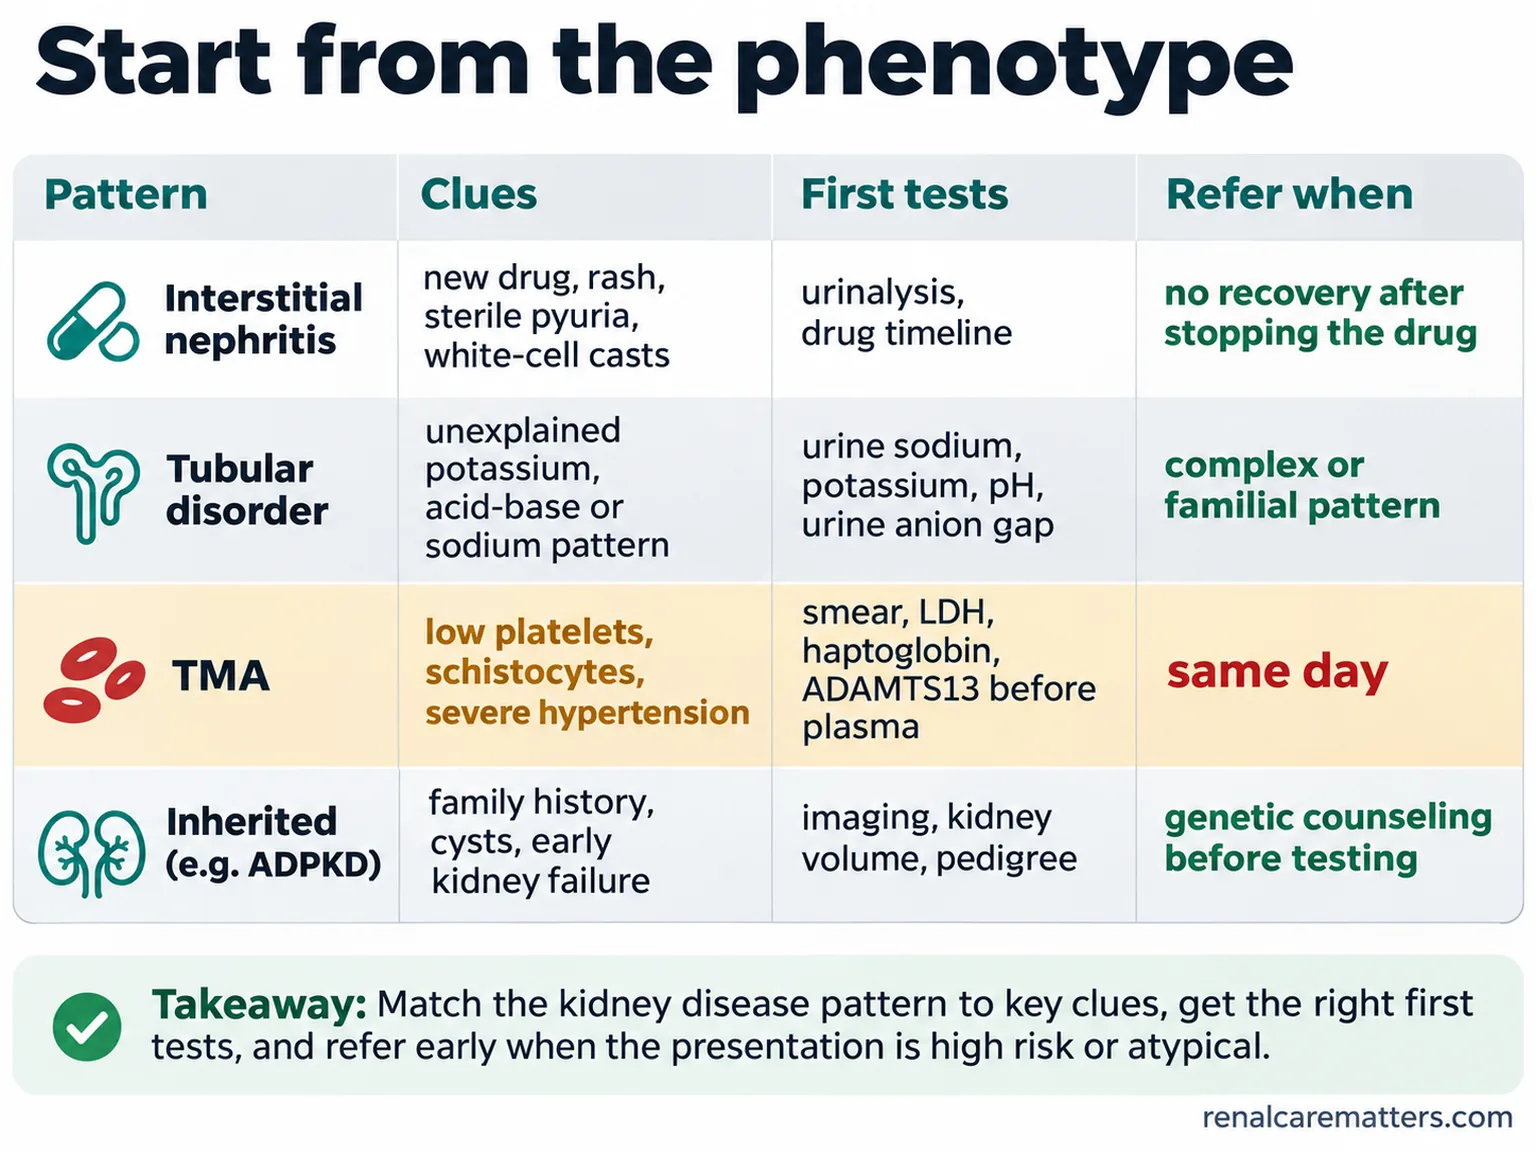 Start from the phenotype
Pattern
Clues
First tests
Refer when
Interstitial
nephritis
new drug, rash,
sterile pyuria,
white-cell casts
urinalysis,
drug timeline
no recovery after
stopping the drug
Tubular
disorder
unexplained
potassium,
acid-base or
sodium pattern
urine sodium,
potassium, pH,
urine anion gap
complex or
familial pattern
TMA
low platelets,
schistocytes,
severe hypertension
smear, LDH,
haptoglobin,
ADAMTS13 before
plasma
same day
Inherited
(e.g. ADPKD)
family history,
cysts, early
kidney failure
imaging, kidney
volume, pedigree
genetic counseling
before testing
Takeaway: Match the kidney disease pattern to key clues, get the right first
tests, and refer early when the presentation is high risk or atypical.
renalcarematters.com